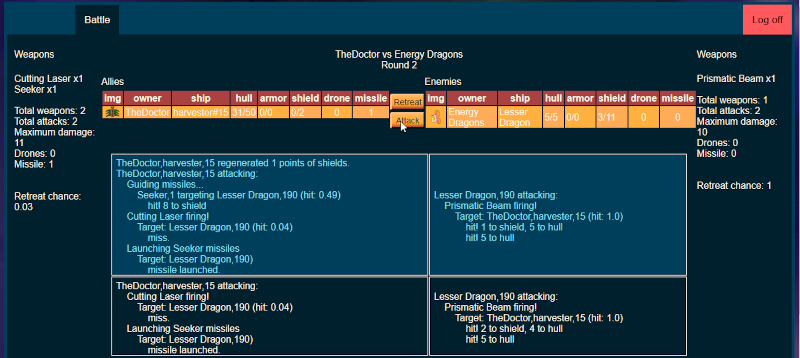 Battle
Log off
TheDoctor vs Energy Dragons
Round 2
Weapons
Cutting Laser x1
Seeker x1
Total weapons: 2
Total attacks: 2
Maximum damage:
11
Drones: 0
Missile: 1
Retreat chance:
0.03
Allies
img owner ship hull armor shield drone missile
TheDoctor harvester#15 31/50 0/0 0/2 0 1
Retreat
Attack
Enemies
img owner ship hull armor shield drone missile
Energy Dragons Lesser Dragon 5/5 0/0 3/11 0 0
Weapons
Prismatic Beam x1
Total weapons: 1
Total attacks: 2
Maximum damage:
10
Drones: 0
Missile: 0
Retreat chance: 1
TheDoctor,harvester,15 regenerated 1 points of shields.
TheDoctor,harvester,15 attacking:
Guiding missiles...
Seeker,1 targeting Lesser Dragon,190 (hit: 0.49)
hit! 8 to shield
Cutting Laser firing!
Target: Lesser Dragon,190 (hit: 0.04)
miss.
Launching Seeker missiles
Target: Lesser Dragon,190)
missile launched.
Lesser Dragon,190 attacking:
Prismatic Beam firing!
Target: TheDoctor,harvester,15 (hit: 1.0)
hit! 1 to shield, 5 to hull
hit! 5 to hull
TheDoctor,harvester,15 attacking:
Cutting Laser firing!
Target: Lesser Dragon,190 (hit: 0.04)
miss.
Launching Seeker missiles
Target: Lesser Dragon,190)
missile launched.
Lesser Dragon,190 attacking:
Prismatic Beam firing!
Target: TheDoctor,harvester,15 (hit: 1.0)
hit! 2 to shield, 4 to hull
hit! 5 to hull